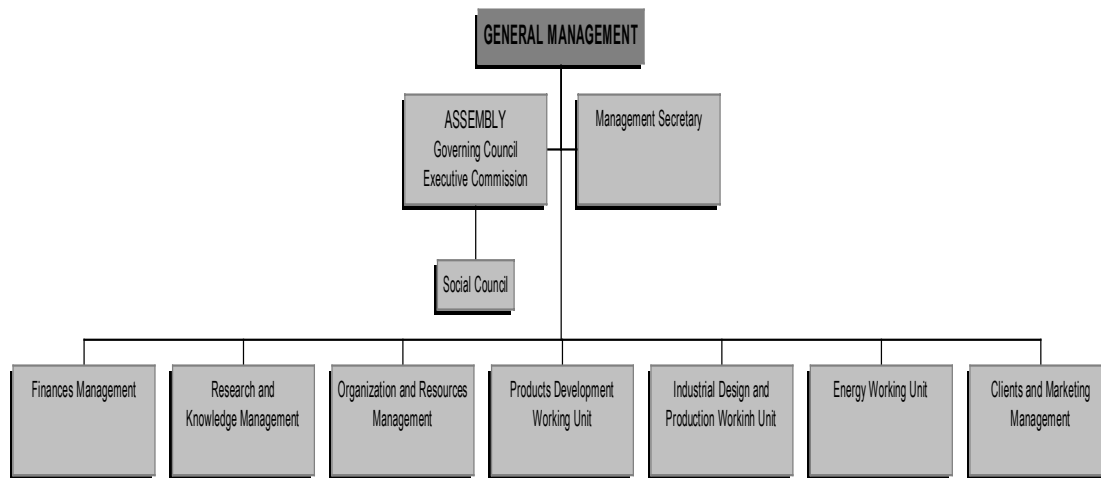 GENERAL MANAGEMENT
ASSEMBLY
Governing Council
Executive Commission
Management Secretary
Social Council
Finances Management
Research and
Knowledge Management
Organization and Resources
Management
Products Development
Working Unit
Industrial Design and
Production Workinh Unit
Energy Working Unit
Clients and Marketing
Management